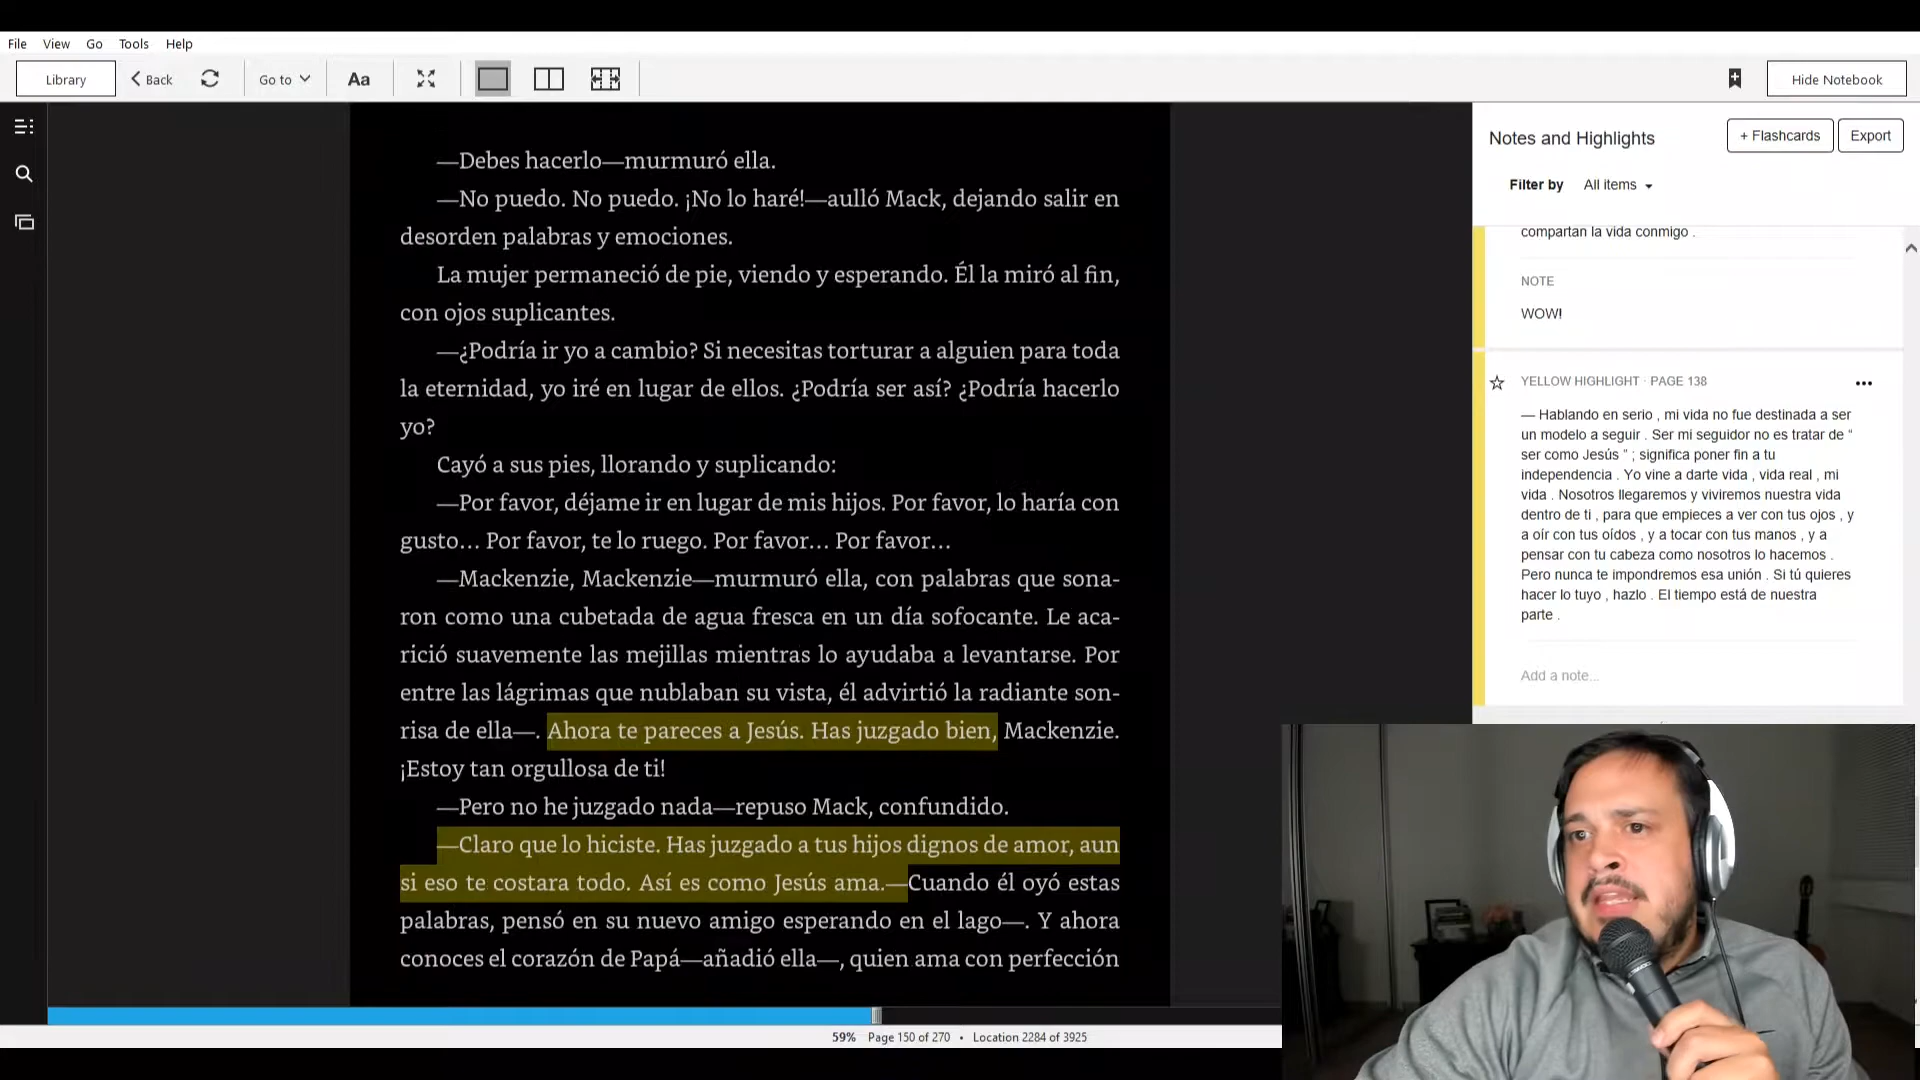 File View Go Tools Help
Library Back Go to Aa Hide Notebook
—Debes hacerlo—murmuró ella.
—No puedo. No puedo. ¡No lo haré!—aulló Mack, dejando salir en
desorden palabras y emociones.
La mujer permaneció de pie, viendo y esperando. Él la miró al fin,
con ojos suplicantes.
—¿Podría ir yo a cambio? Si necesitas torturar a alguien para toda
la eternidad, yo iré en lugar de ellos. ¿Podría ser así? ¿Podría hacerlo
yo?
Cayó a sus pies, llorando y suplicando:
—Por favor, déjame ir en lugar de mis hijos. Por favor, lo haría con
gusto... Por favor, te lo ruego. Por favor... Por favor...
—Mackenzie, Mackenzie—murmuró ella, con palabras que sona-
ron como una cubetada de agua fresca en un día sofocante. Le aca-
rició suavemente las mejillas mientras lo ayudaba a levantarse. Por
entre las lágrimas que nublaban su vista, él advirtió la radiante son-
risa de ella—. Ahora te pareces a Jesús. Has juzgado bien, Mackenzie.
¡Estoy tan orgullosa de ti!
—Pero no he juzgado nada—repuso Mack, confundido.
—Claro que lo hiciste. Has juzgado a tus hijos dignos de amor, aun
si eso te costara todo. Así es como Jesús ama.—Cuando él oyó estas
palabras, pensó en su nuevo amigo esperando en el lago—. Y ahora
conoces el corazón de Papá—añadió ella—, quien ama con perfección
59% Page 150 of 270 • Location 2284 of 3925
Notes and Highlights + Flashcards Export
Filter by All items
compartan la vida conmigo .
NOTE
WOW!
YELLOW HIGHLIGHT · PAGE 138
— Hablando en serio , mi vida no fue destinada a ser
un modelo a seguir . Ser mi seguidor no es tratar de “
ser como Jesús ” ; significa poner fin a tu
independencia . Yo vine a darte vida , vida real , mi
vida . Nosotros llegaremos y viviremos nuestra vida
dentro de ti , para que empieces a ver con tus ojos , y
a oír con tus oídos , y a tocar con tus manos , y a
pensar con tu cabeza como nosotros lo hacemos .
Pero nunca te impondremos esa unión . Si tú quieres
hacer lo tuyo , hazlo . El tiempo está de nuestra
parte .
Add a note...